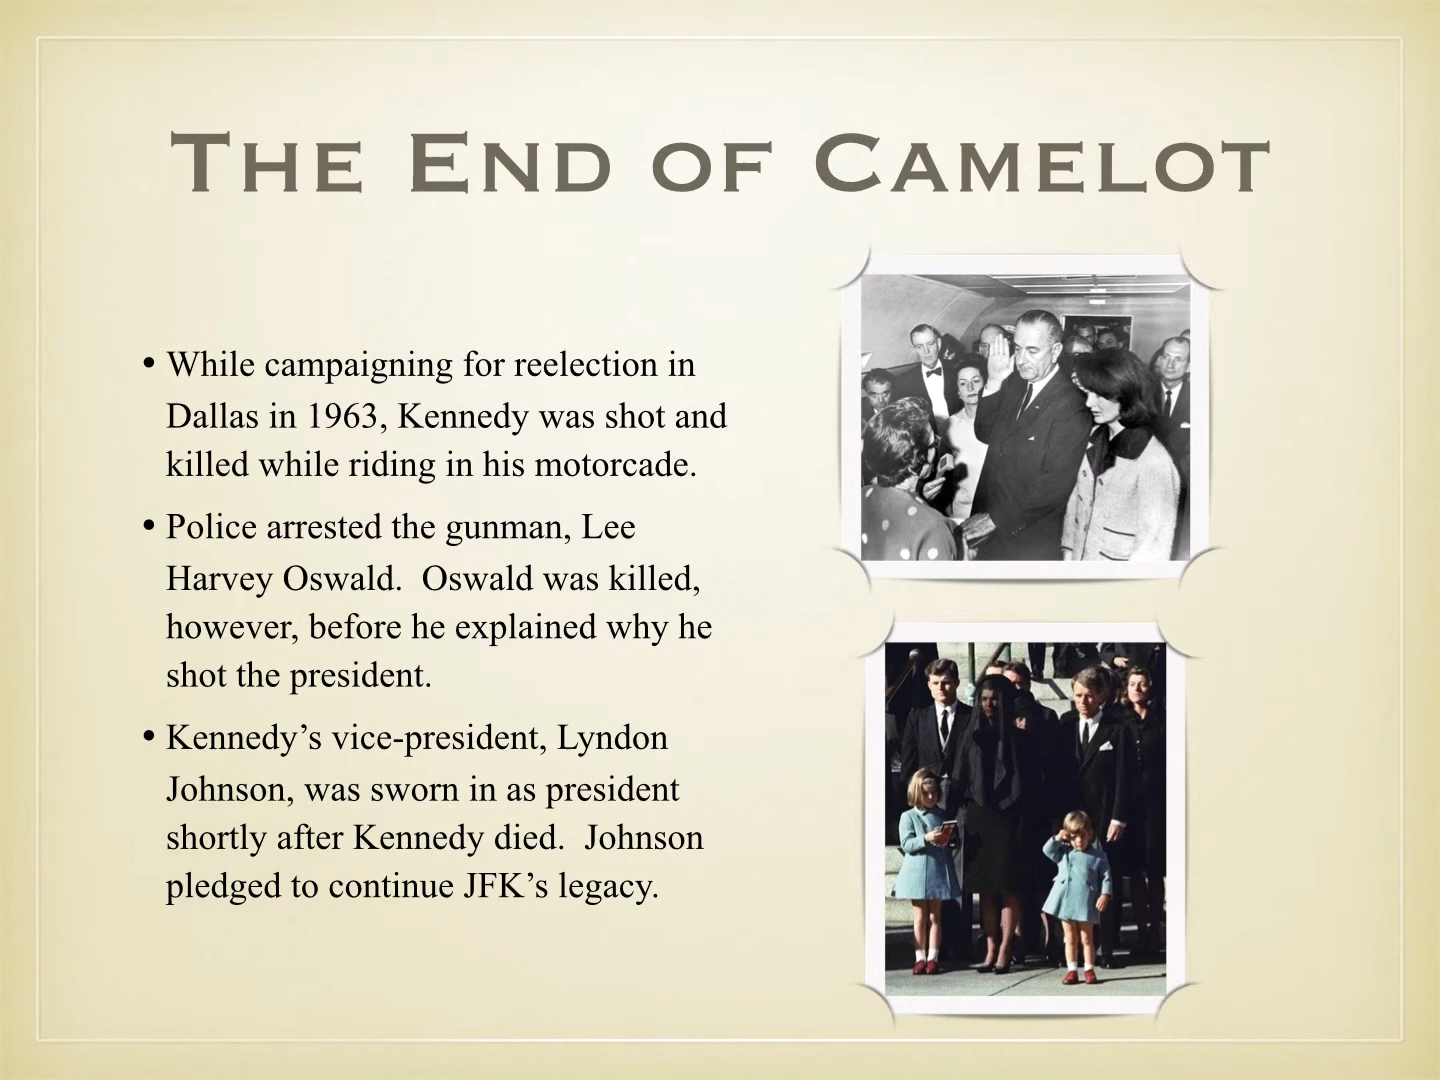 The End of Camelot
• While campaigning for reelection in
Dallas in 1963, Kennedy was shot and
killed while riding in his motorcade.
• Police arrested the gunman, Lee
Harvey Oswald.  Oswald was killed,
however, before he explained why he
shot the president.
• Kennedy’s vice-president, Lyndon
Johnson, was sworn in as president
shortly after Kennedy died.  Johnson
pledged to continue JFK’s legacy.